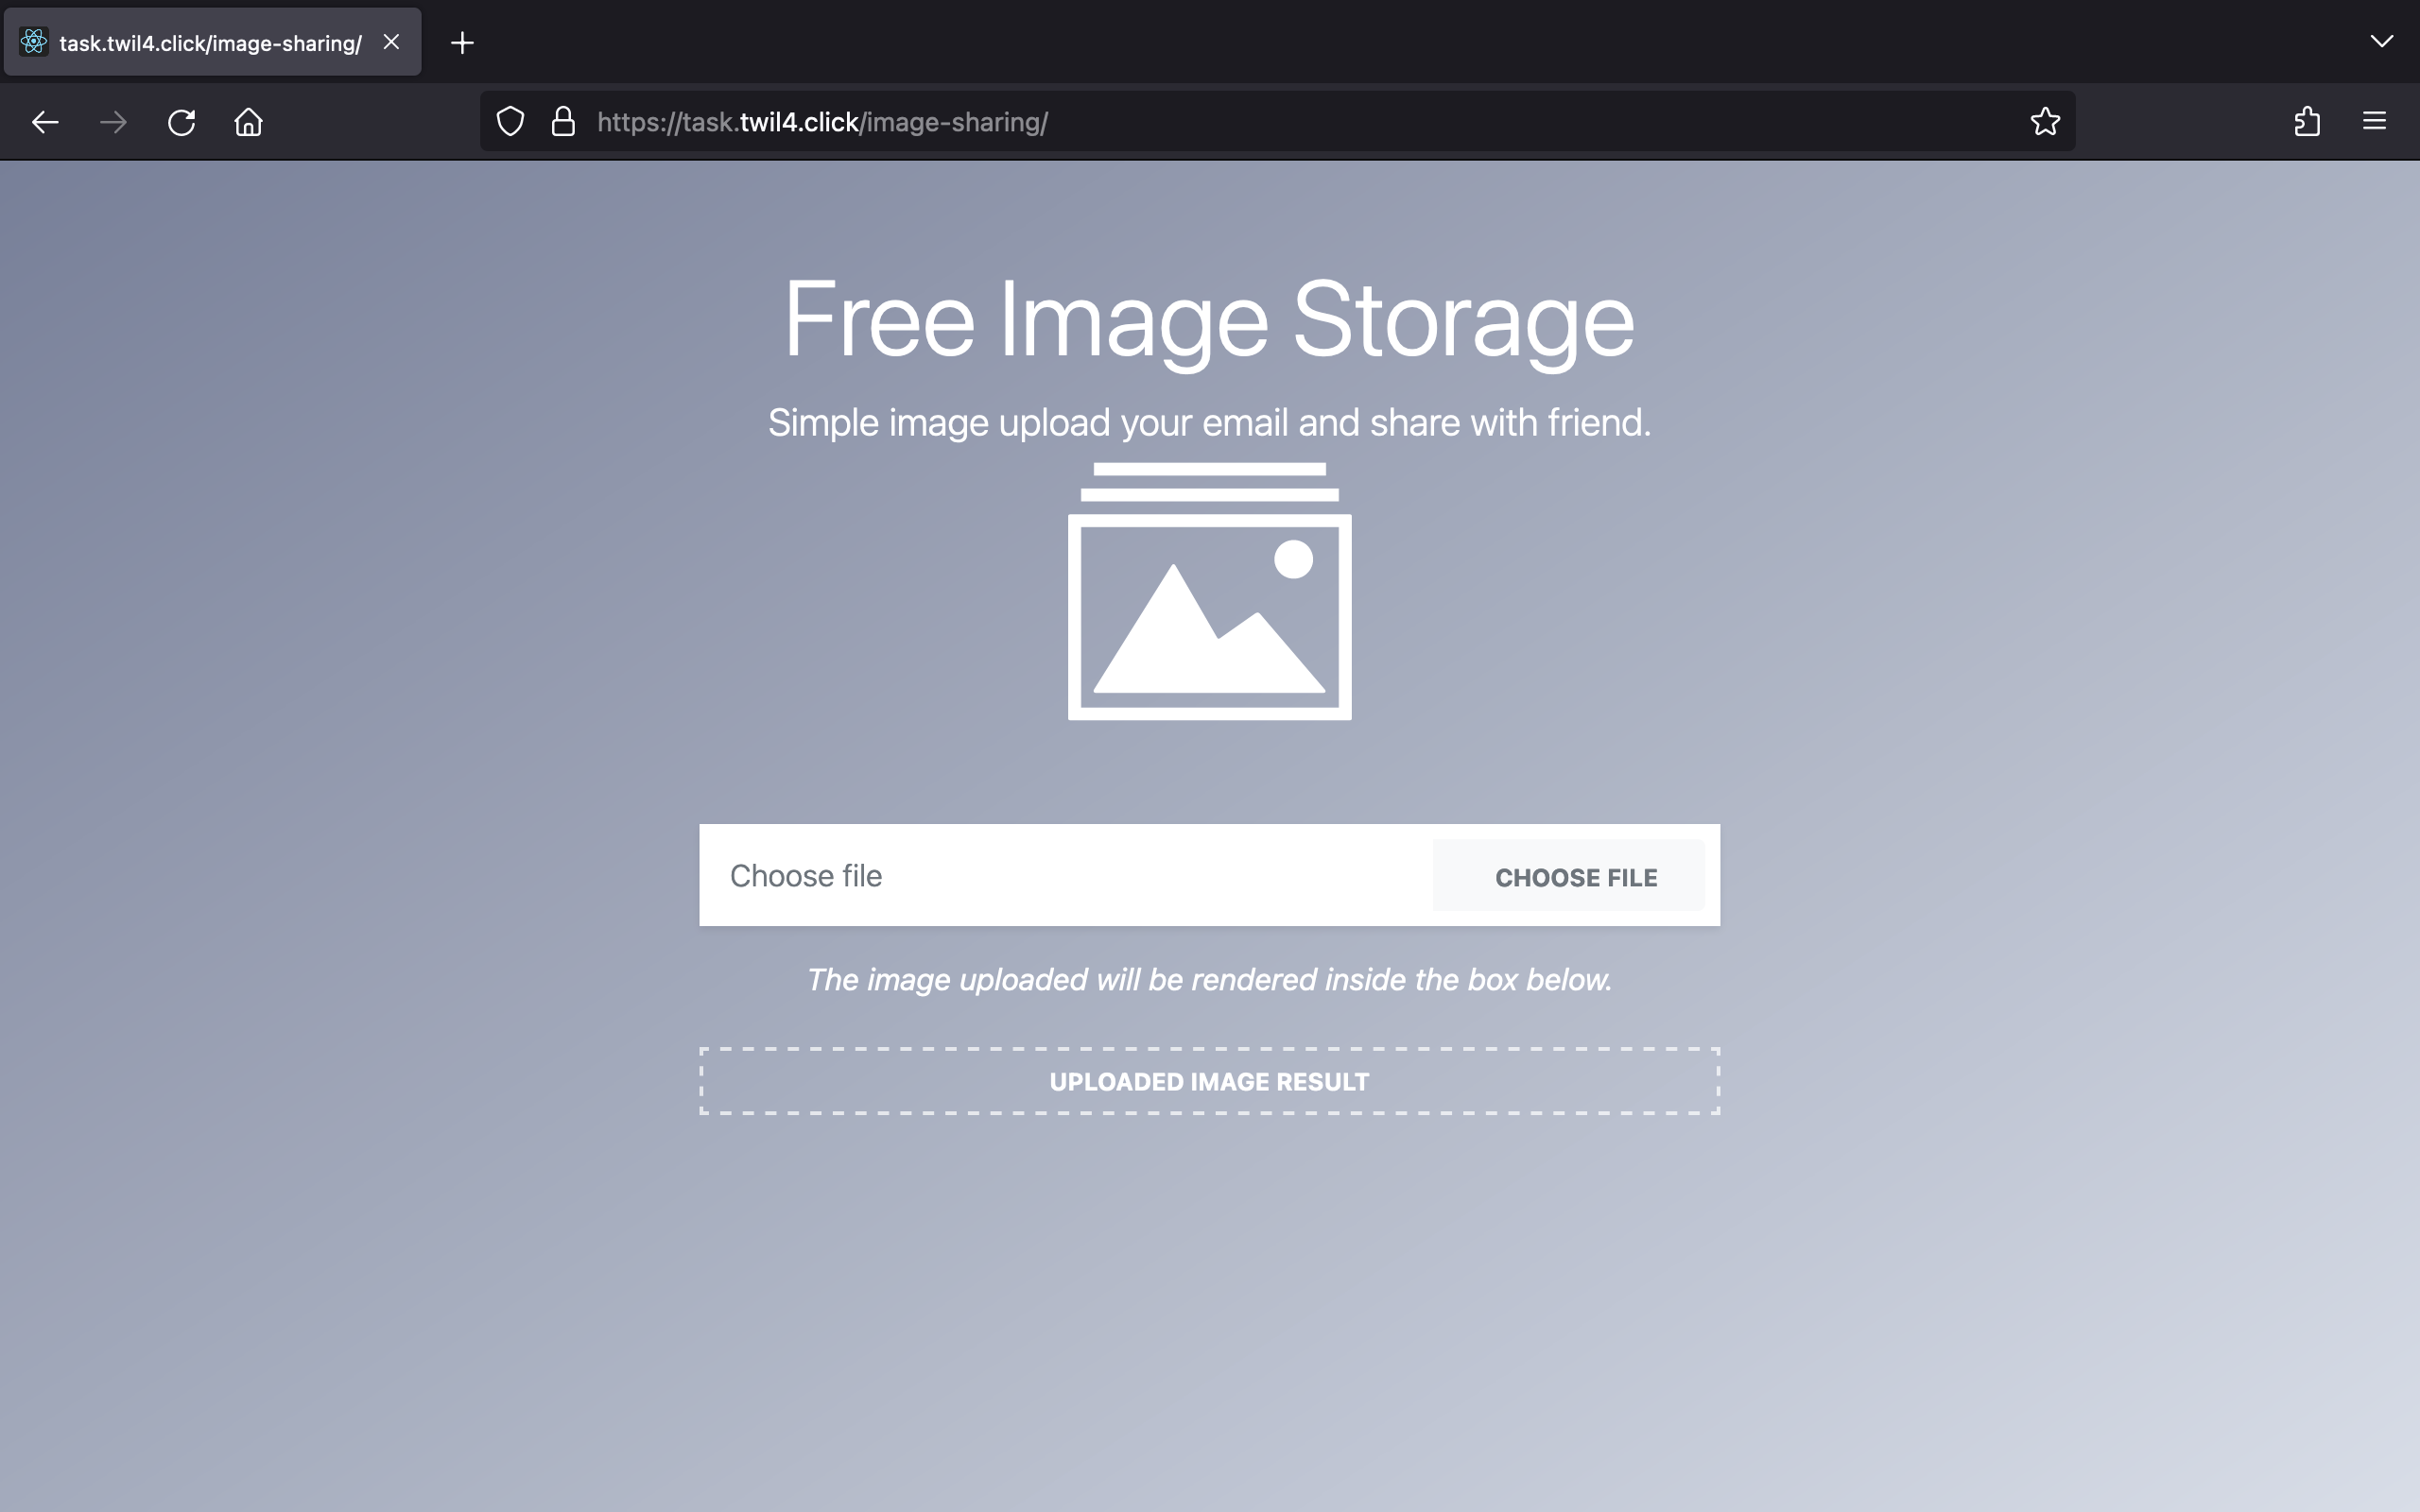 task.twil4.click/image-sharing/
https://task.twil4.click/image-sharing/
Free Image Storage
Simple image upload your email and share with friend.
Choose file
CHOOSE FILE
The image uploaded will be rendered inside the box below.
UPLOADED IMAGE RESULT